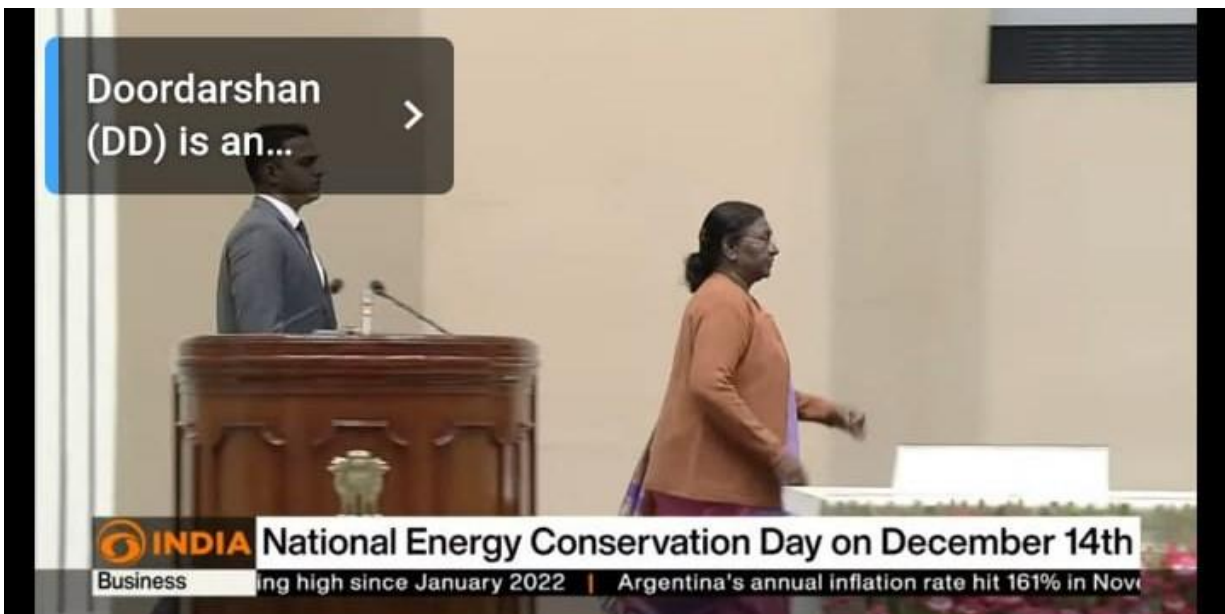 Doordarshan
(DD) is an...
INDIA National Energy Conservation Day on December 14th
Business ing high since January 2022 | Argentina's annual inflation rate hit 161% in Nove